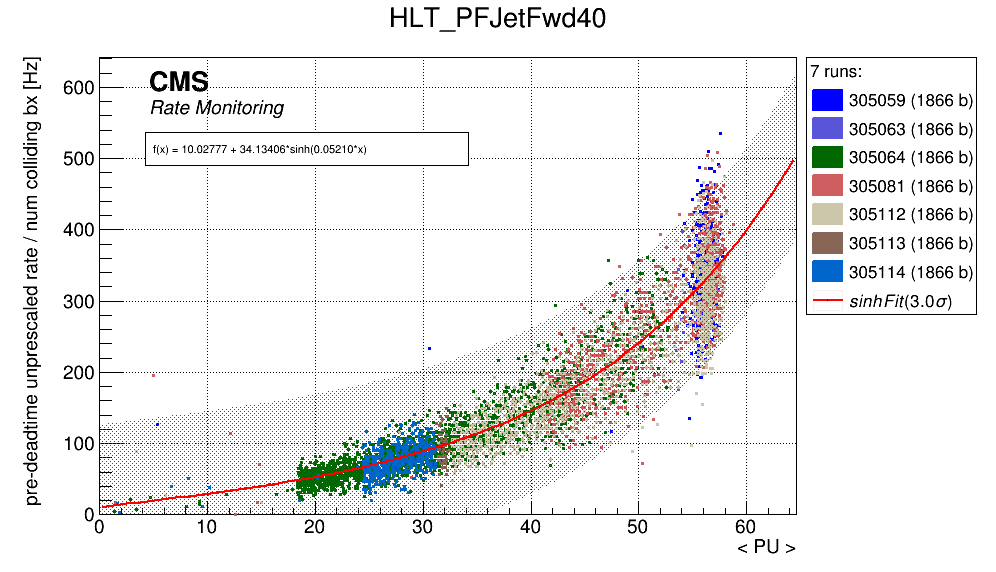 HLT_PFJetFwd40
pre-deadtime unprescaled rate / num colliding bx [Hz]
CMS
Rate Monitoring
f(x) = 10.02777 + 34.13406*sinh(0.05210*x)
600
500
400
300
200
100
0
0 10 20 30 40 50 60
< PU >
7 runs:
305059 (1866 b)
305063 (1866 b)
305064 (1866 b)
305081 (1866 b)
305112 (1866 b)
305113 (1866 b)
305114 (1866 b)
sinhFit(3.0σ)